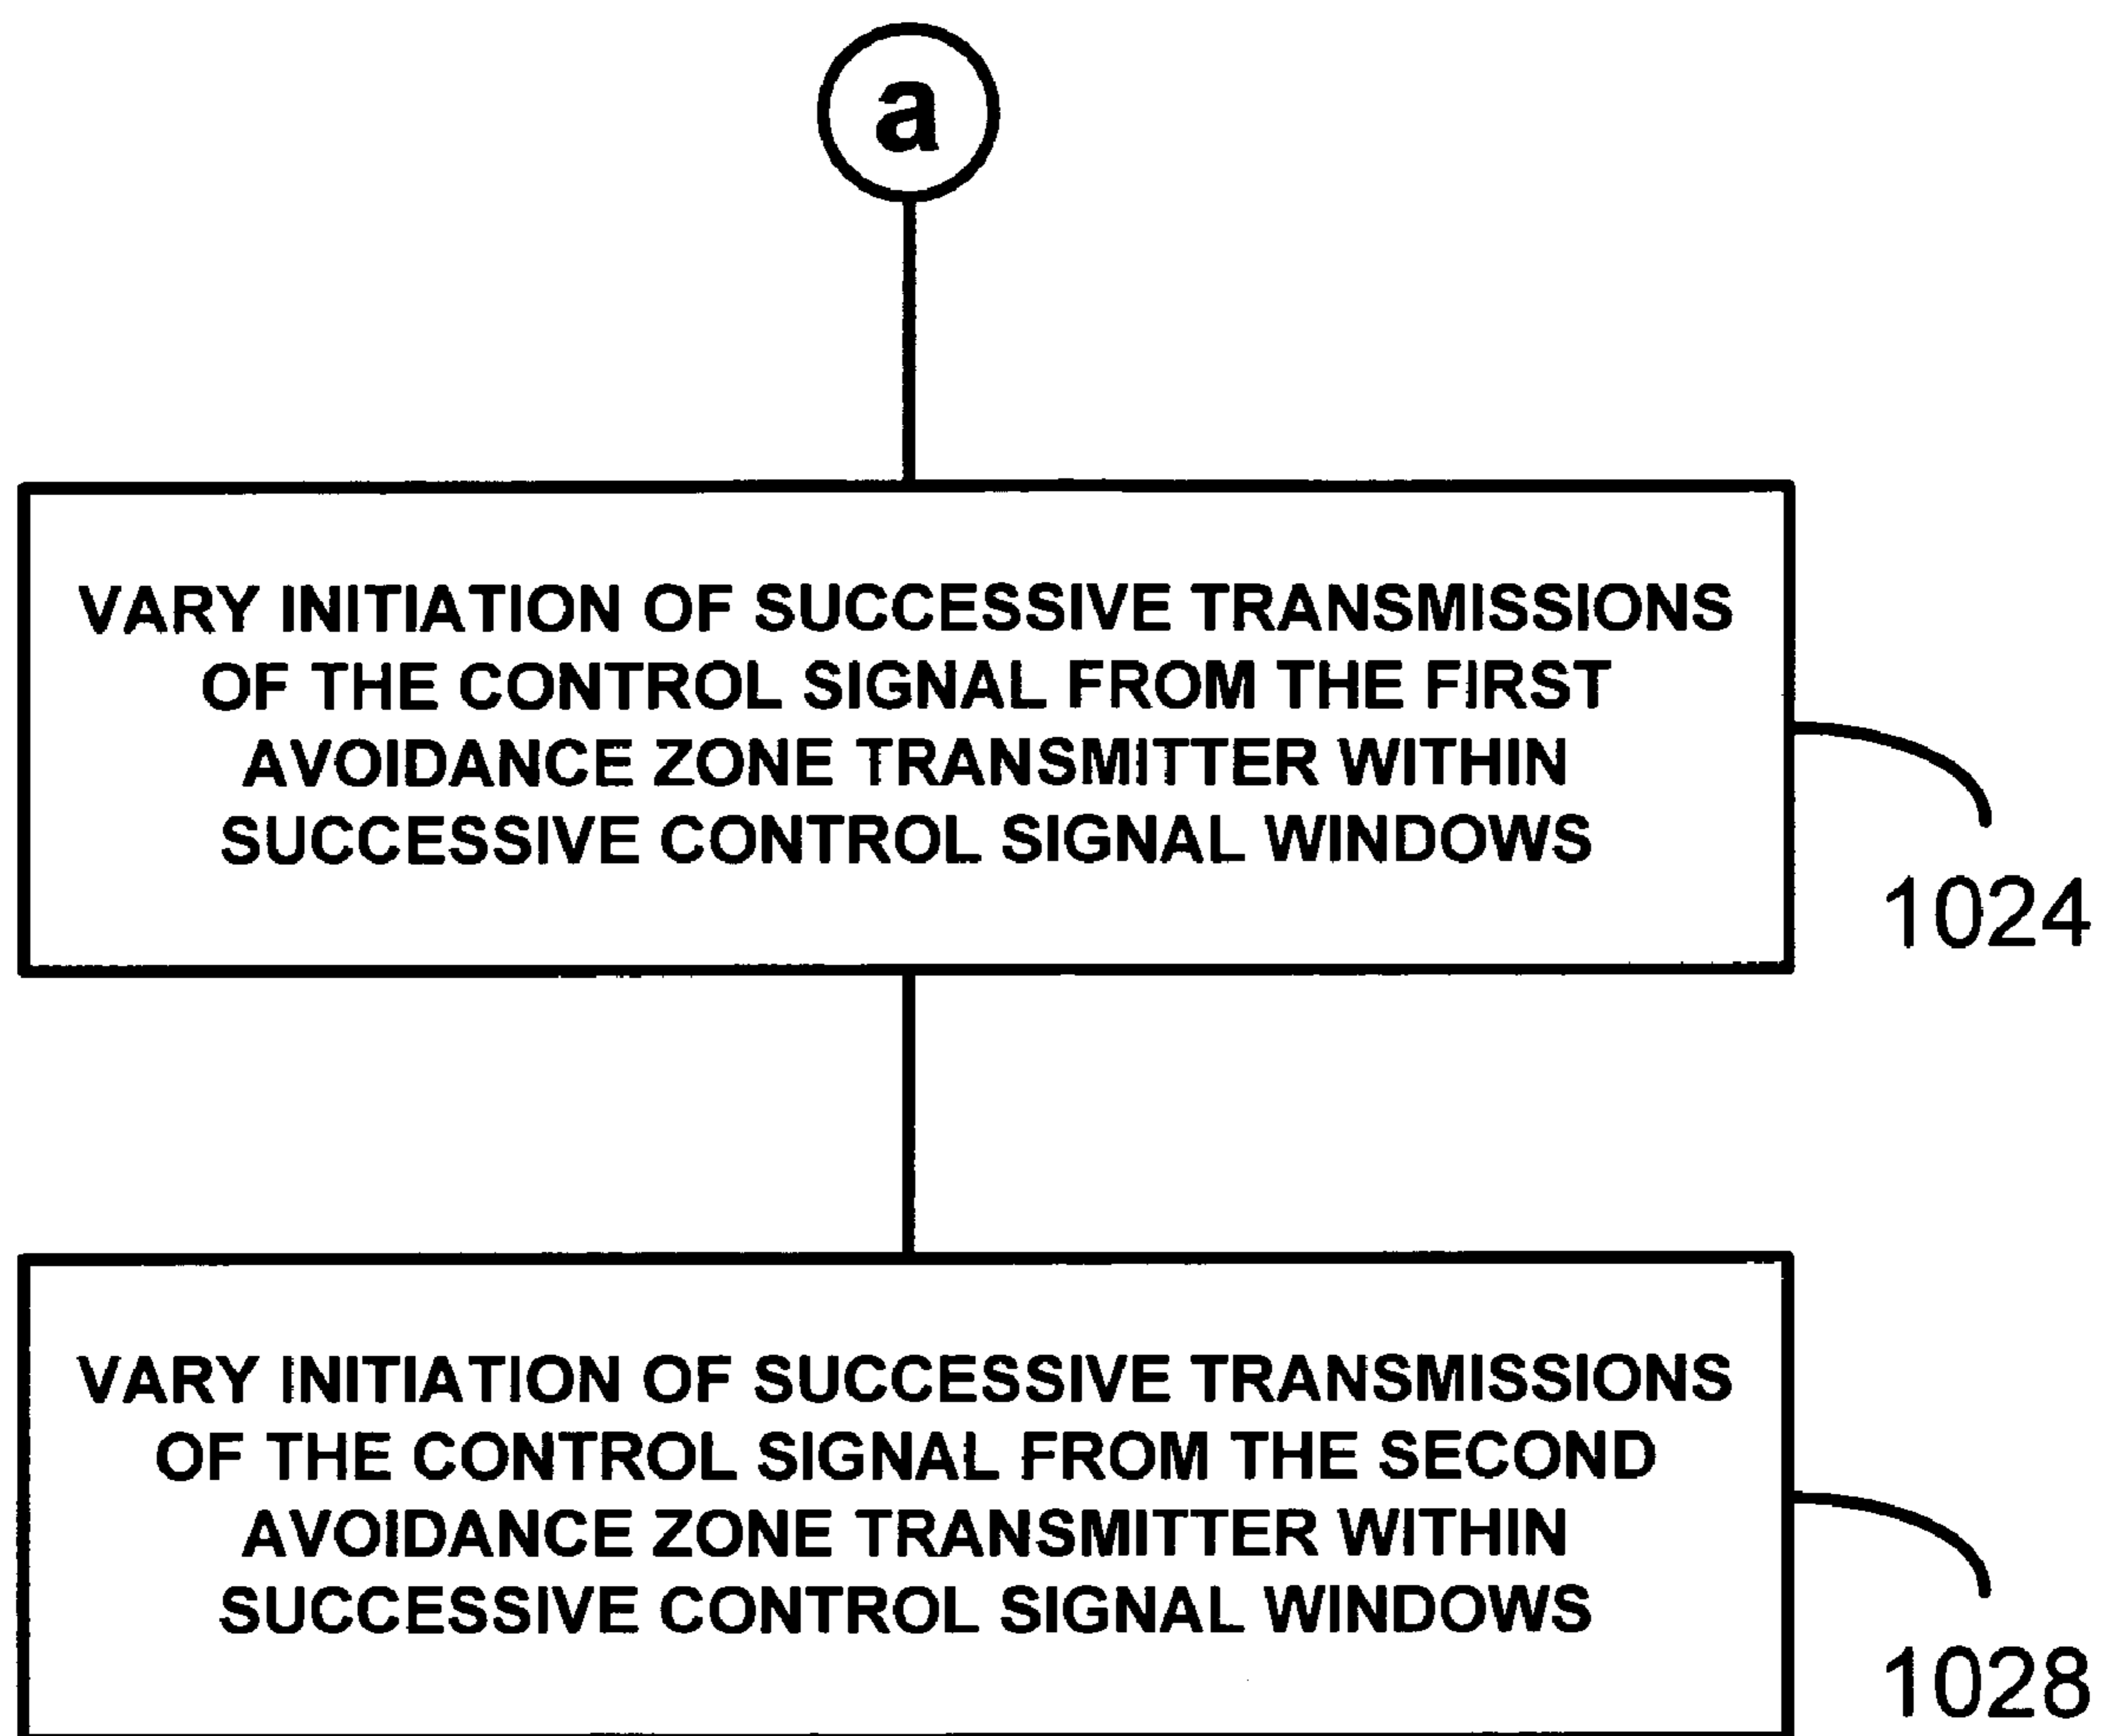 a
VARY INITIATION OF SUCCESSIVE TRANSMISSIONS
OF THE CONTROL SIGNAL FROM THE FIRST
AVOIDANCE ZONE TRANSMITTER WITHIN
SUCCESSIVE CONTROL SIGNAL WINDOWS
1024
VARY INITIATION OF SUCCESSIVE TRANSMISSIONS
OF THE CONTROL SIGNAL FROM THE SECOND
AVOIDANCE ZONE TRANSMITTER WITHIN
SUCCESSIVE CONTROL SIGNAL WINDOWS
1028